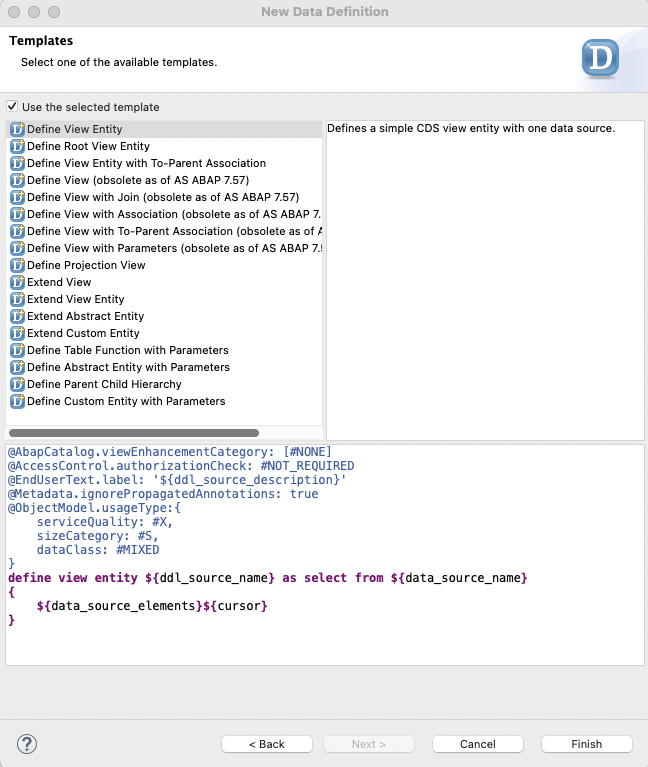 New Data Definition
Templates
Select one of the available templates.
D
Use the selected template
Define View Entity
Define Root View Entity
Define View Entity with To-Parent Association
Define View (obsolete as of AS ABAP 7.57)
Define View with Join (obsolete as of AS ABAP 7.57)
Define View with Association (obsolete as of AS ABAP 7.
Define View with To-Parent Association (obsolete as of A
Define View with Parameters (obsolete as of AS ABAP 7.5
Define Projection View
Extend View
Extend View Entity
Extend Abstract Entity
Extend Custom Entity
Define Table Function with Parameters
Define Abstract Entity with Parameters
Define Parent Child Hierarchy
Define Custom Entity with Parameters
Defines a simple CDS view entity with one data source.
@AbapCatalog.viewEnhancementCategory: [#NONE]
@AccessControl.authorizationCheck: #NOT_REQUIRED
@EndUserText.label: '${ddl_source_description}'
@Metadata.ignorePropagatedAnnotations: true
@ObjectModel.usageType:{
    serviceQuality: #X,
    sizeCategory: #S,
    dataClass: #MIXED
}
define view entity ${ddl_source_name} as select from ${data_source_name}
{
    ${data_source_elements}${cursor}
}
?
< Back
Next >
Cancel
Finish